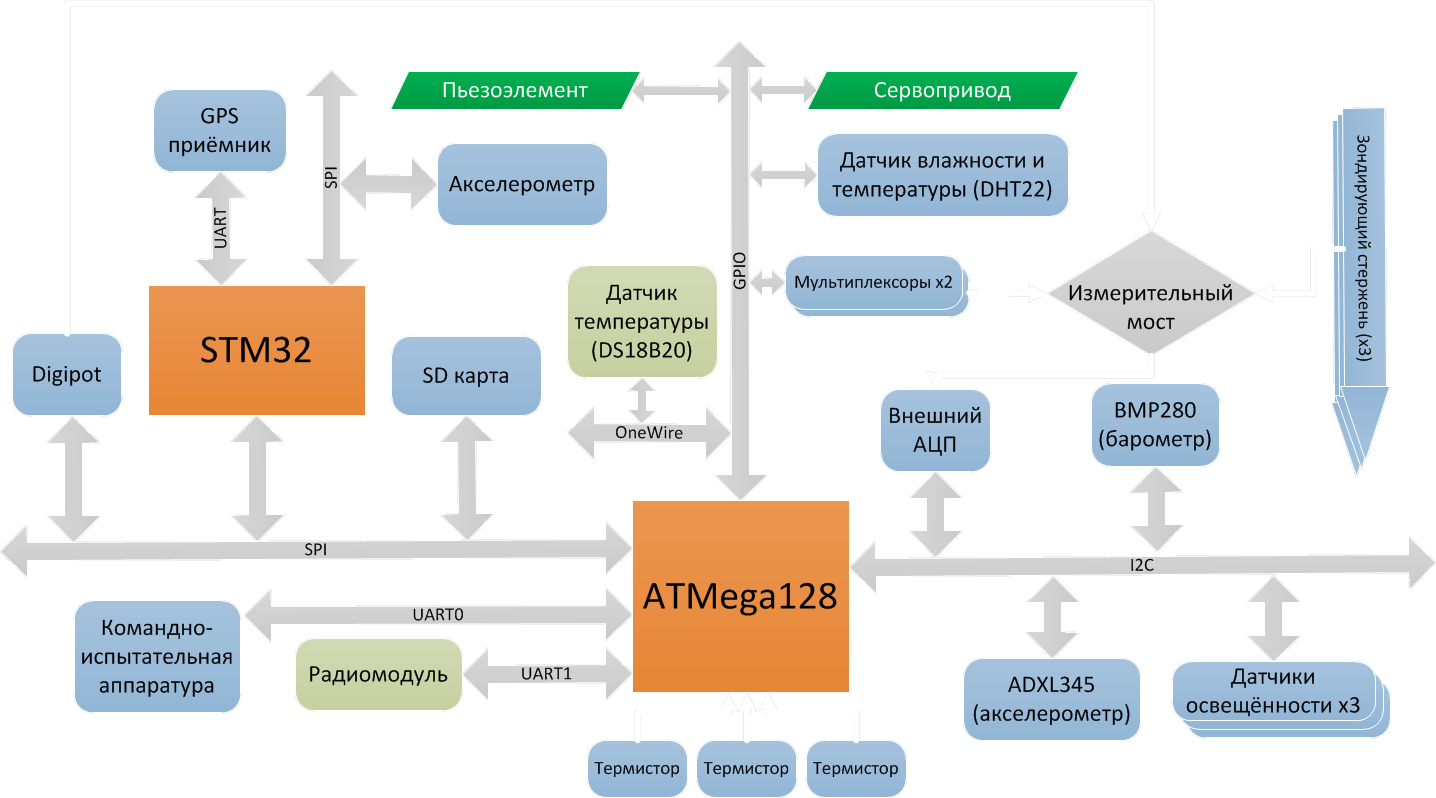 Пьезоэлемент
Сервопривод
GPS
приёмник
SPI
Акселерометр
Датчик влажности и
температуры (DHT22)
Зондирующий стержень (x3)
UART
GPIO
Мультиплексоры x2
Измерительный
мост
Датчик
температуры
(DS18B20)
STM32
Digipot
SD карта
OneWire
Внешний
АЦП
BMP280
(барометр)
SPI
I2C
ATMega128
UART0
Командно-
испытательная
аппаратура
Радиомодуль
UART1
ADXL345
(акселерометр)
Датчики
освещённости x3
Термистор
Термистор
Термистор